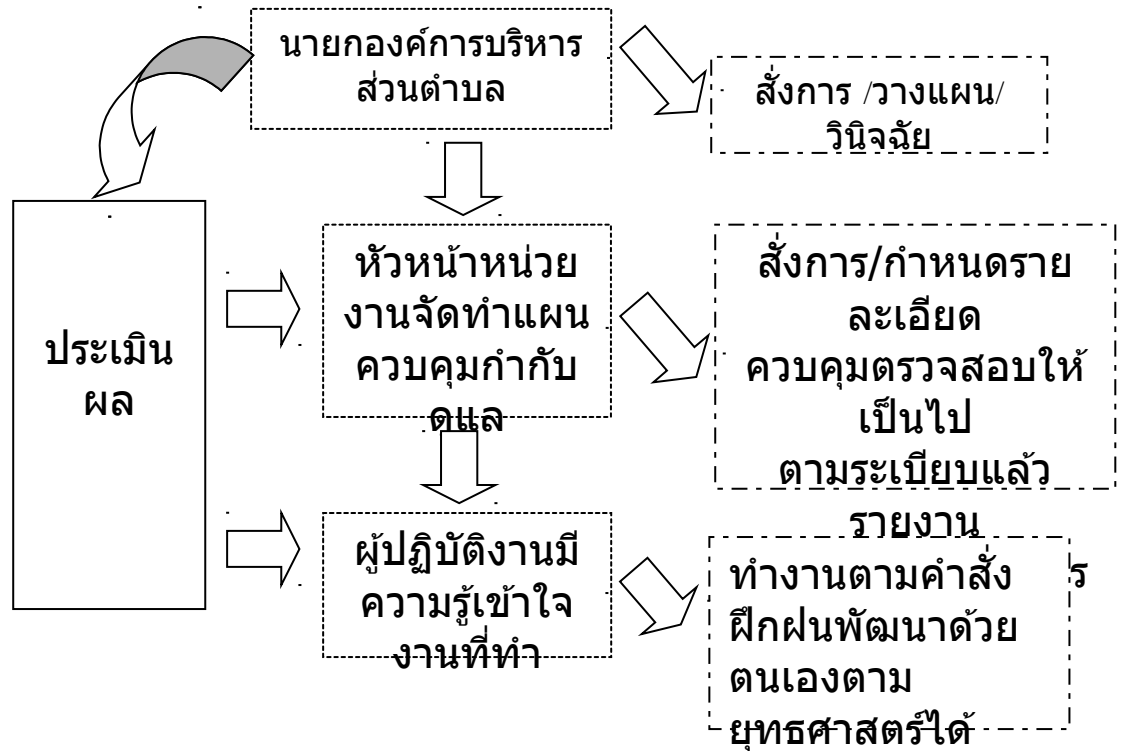 นายกองค์การบริหาร
ส่วนตำบล
สั่งการ /วางแผน/
วินิจฉัย
ประเมิน
ผล
หัวหน้าหน่วย
งานจัดทำแผน
ควบคุมกำกับ
ดูแล
สั่งการ/กำหนดราย
ละเอียด
ควบคุมตรวจสอบให้
เป็นไป
ตามระเบียบแล้ว
รายงาน
ร
ผู้ปฏิบัติงานมี
ความรู้เข้าใจ
งานที่ทำ
ทำงานตามคำสั่ง
ฝึกฝนพัฒนาด้วย
ตนเองตาม
ยุทธศาสตร์ได้